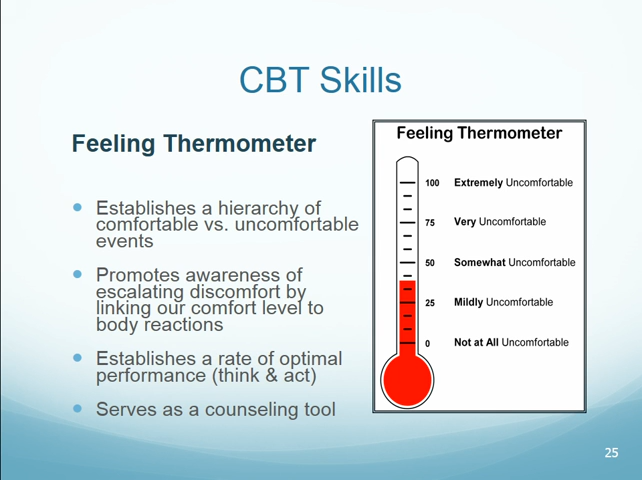 CBT Skills
Feeling Thermometer
Establishes a hierarchy of
comfortable vs. uncomfortable
events
Promotes awareness of
escalating discomfort by
linking our comfort level to
body reactions
Establishes a rate of optimal
performance (think & act)
Serves as a counseling tool
Feeling Thermometer
100 Extremely Uncomfortable
75 Very Uncomfortable
50 Somewhat Uncomfortable
25 Mildly Uncomfortable
0 Not at All Uncomfortable
25